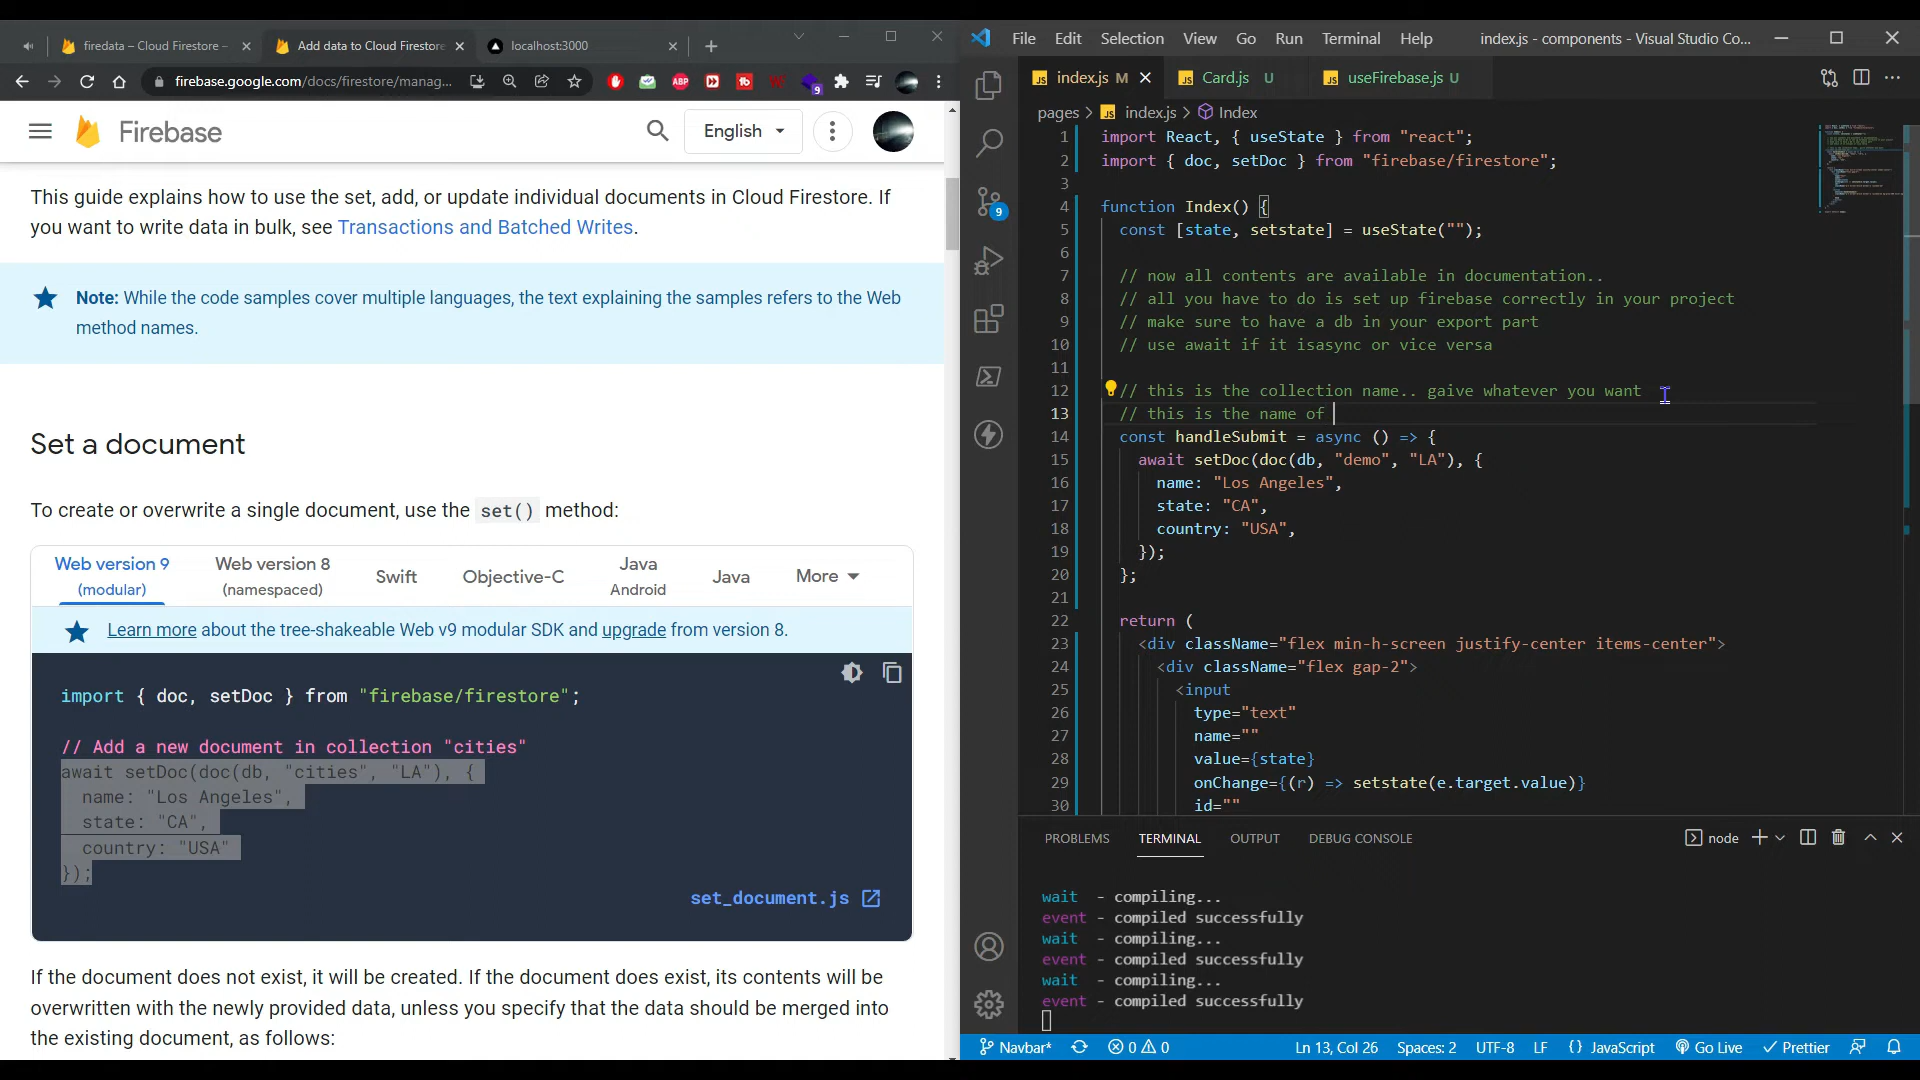 firedata – Cloud Firestore –
Add data to Cloud Firestore
localhost:3000
firebase.google.com/docs/firestore/manag...
ABP
9
Firebase
English
This guide explains how to use the set, add, or update individual documents in Cloud Firestore. If
you want to write data in bulk, see Transactions and Batched Writes.
Note: While the code samples cover multiple languages, the text explaining the samples refers to the Web
method names.
Set a document
To create or overwrite a single document, use the set() method:
Web version 9
(modular)
Web version 8
(namespaced)
Swift
Objective-C
Java
Android
Java
More
Learn more about the tree-shakeable Web v9 modular SDK and upgrade from version 8.
import { doc, setDoc } from "firebase/firestore";
// Add a new document in collection "cities"
await setDoc(doc(db, "cities", "LA"), {
name: "Los Angeles",
state: "CA",
country: "USA"
});
set_document.js
If the document does not exist, it will be created. If the document does exist, its contents will be
overwritten with the newly provided data, unless you specify that the data should be merged into
the existing document, as follows:
File Edit Selection View Go Run Terminal Help
index.js - components - Visual Studio Co...
JS index.js M
JS Card.js U
JS useFirebase.js U
pages > JS index.js > Index
9
1 import React, { useState } from "react";
2 import { doc, setDoc } from "firebase/firestore";
3
4 function Index() {
5 const [state, setstate] = useState("");
6
7 // now all contents are available in documentation..
8 // all you have to do is set up firebase correctly in your project
9 // make sure to have a db in your export part
10 // use await if it isasync or vice versa
11
12 // this is the collection name.. gaive whatever you want
13 // this is the name of
14 const handleSubmit = async () => {
15 await setDoc(doc(db, "demo", "LA"), {
16 name: "Los Angeles",
17 state: "CA",
18 country: "USA",
19 });
20 };
21
22 return (
23 <div className="flex min-h-screen justify-center items-center">
24 <div className="flex gap-2">
25 <input
26 type="text"
27 name=""
28 value={state}
29 onChange={(r) => setstate(e.target.value)}
30 id=""
PROBLEMS TERMINAL OUTPUT DEBUG CONSOLE
node
wait - compiling...
event - compiled successfully
wait - compiling...
event - compiled successfully
wait - compiling...
event - compiled successfully
Navbar* 0 0
Ln 13, Col 26 Spaces: 2 UTF-8 LF {} JavaScript Go Live Prettier